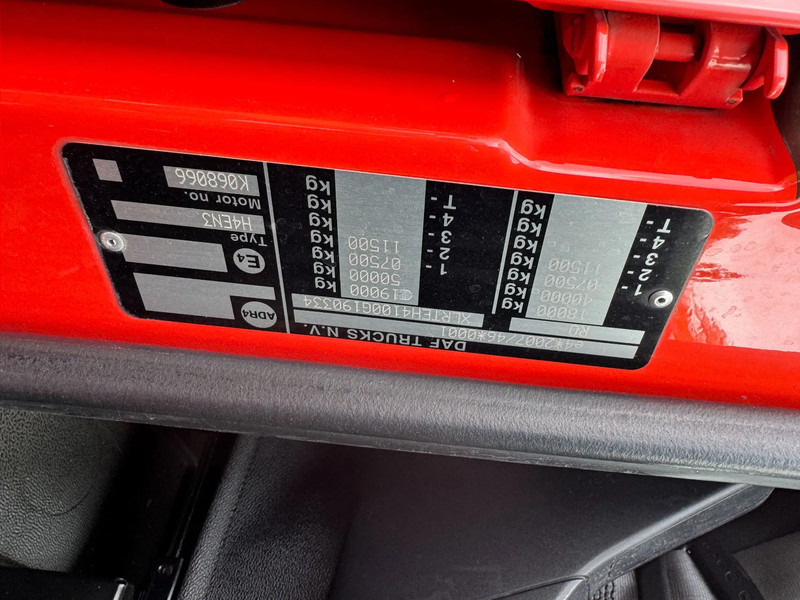 DAF TRUCKS N.V.
e4*2007/46*0001
XLRTEH4100G190334
RO
19000 kg
50000 kg
1 - 07500 kg
2 - 11500 kg
3 - kg
4 - kg
T - kg
18000 kg
40000 kg
1 - 07500 kg
2 - 11500 kg
3 - kg
4 - kg
T - kg
ADR4
E4
Type
H4EN3
Motor no.
K068066